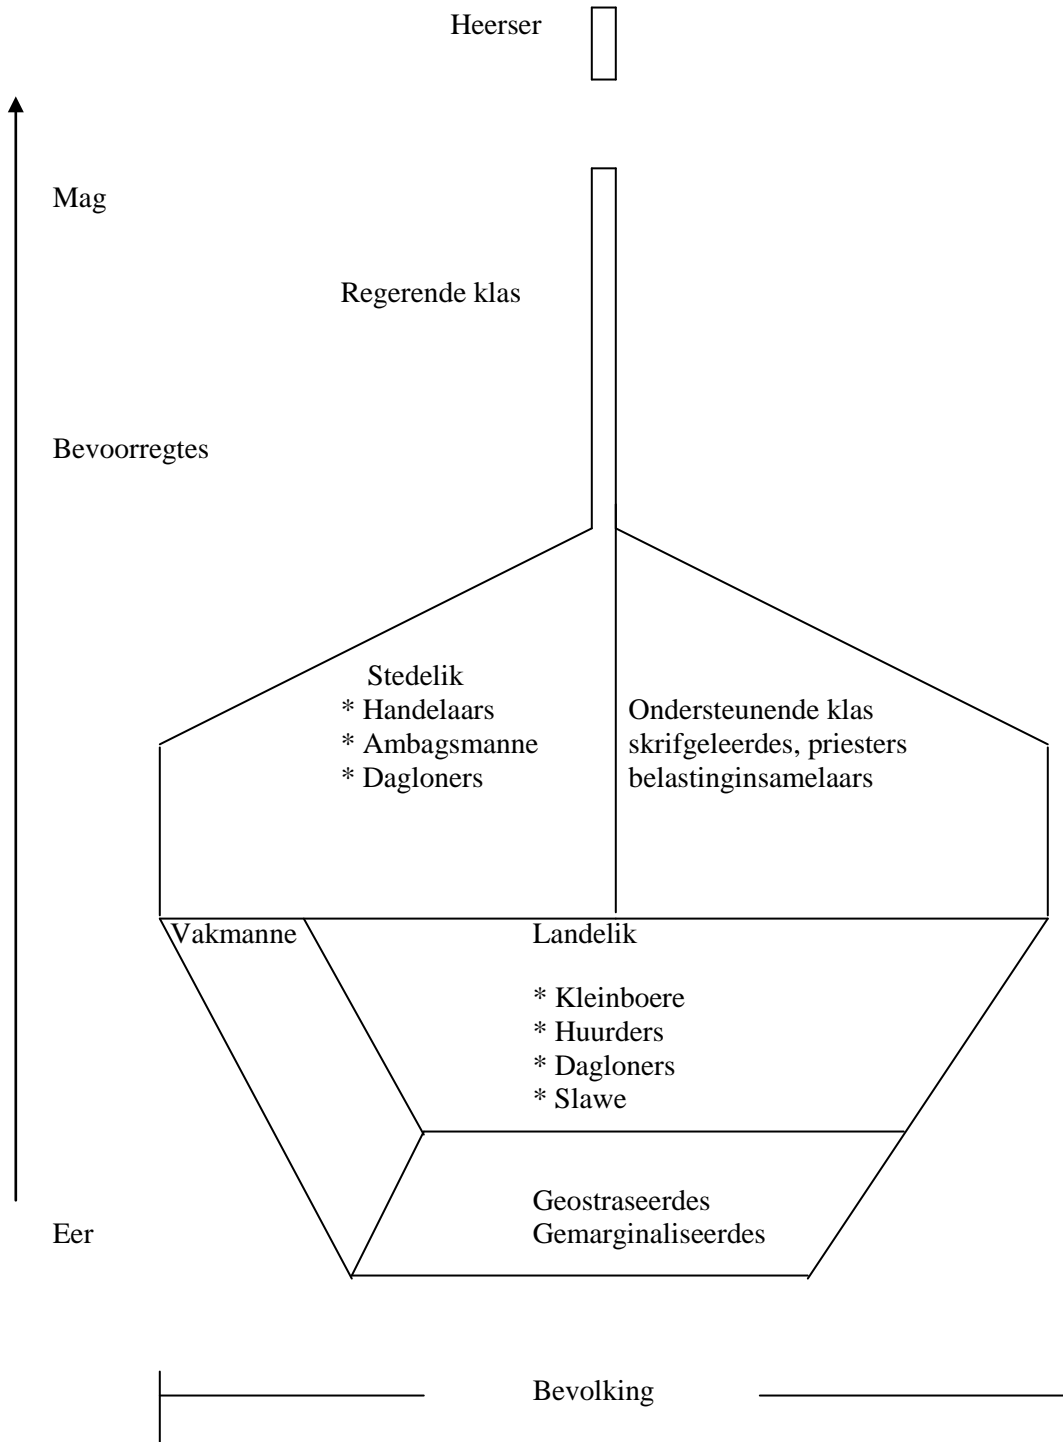 Heerser
Mag
Regerende klas
Bevoorregtes
Stedelik
* Handelaars
* Ambagsmanne
* Dagloners
Ondersteunende klas
skrifgeleerdes, priesters
belastinginsamelaars
Vakmanne
Landelik
* Kleinboere
* Huurders
* Dagloners
* Slawe
Geostraseerdes
Gemarginaliseerdes
Eer
Bevolking